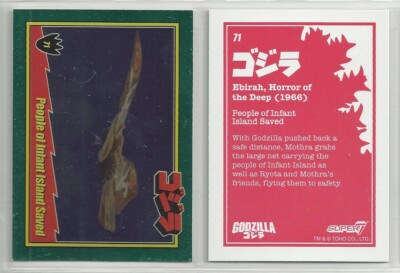 71
People of Infant Island Saved
ゴジラ
71
ゴジラ
Ebirah, Horror of
the Deep (1966)
People of Infant
Island Saved
With Godzilla pushed back a
safe distance, Mothra grabs
the large net carrying the
people of Infant Island as
well as Ryota and Mothra's
friends, flying them to safety.
GODZILLA
ゴジラ
SUPER7
TM & © TOHO CO., LTD.